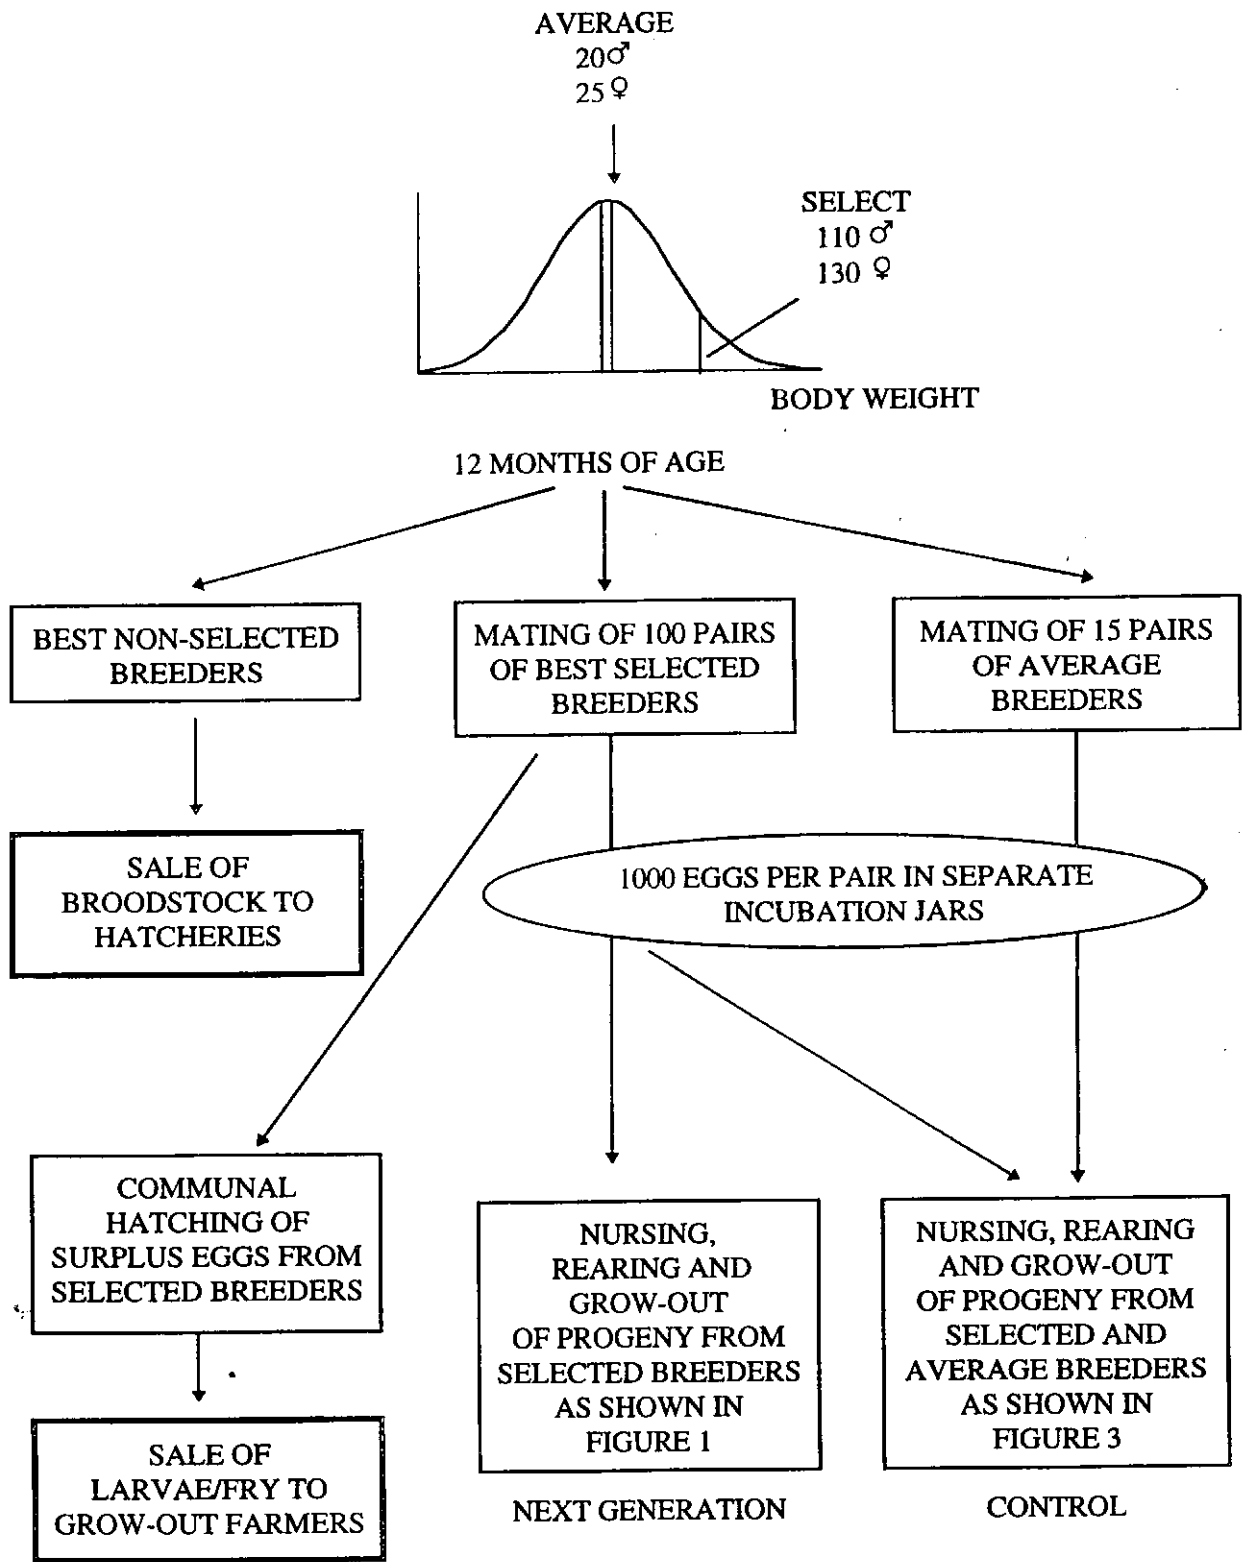 AVERAGE
20♂
25♀
SELECT
110 ♂
130 ♀
BODY WEIGHT
12 MONTHS OF AGE
BEST NON-SELECTED
BREEDERS
MATING OF 100 PAIRS
OF BEST SELECTED
BREEDERS
MATING OF 15 PAIRS
OF AVERAGE
BREEDERS
SALE OF
BROODSTOCK TO
HATCHERIES
1000 EGGS PER PAIR IN SEPARATE
INCUBATION JARS
COMMUNAL
HATCHING OF
SURPLUS EGGS FROM
SELECTED BREEDERS
NURSING,
REARING AND
GROW-OUT
OF PROGENY FROM
SELECTED BREEDERS
AS SHOWN IN
FIGURE 1
NURSING, REARING
AND GROW-OUT
OF PROGENY FROM
SELECTED AND
AVERAGE BREEDERS
AS SHOWN IN
FIGURE 3
SALE OF
LARVAE/FRY TO
GROW-OUT FARMERS
NEXT GENERATION
CONTROL